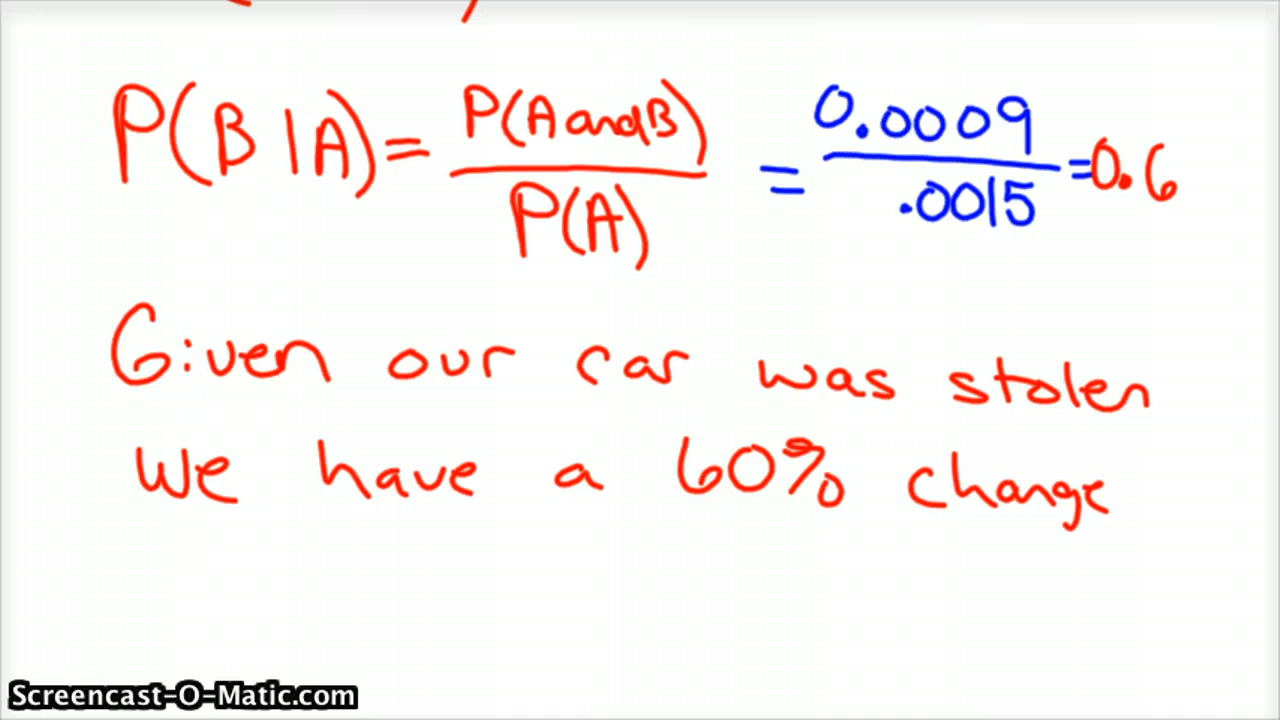 P(B|A) = P(A and B) / P(A) = 0.0009 / .0015 = 0.6
Given our car was stolen
we have a 60% change
Screencast-O-Matic.com